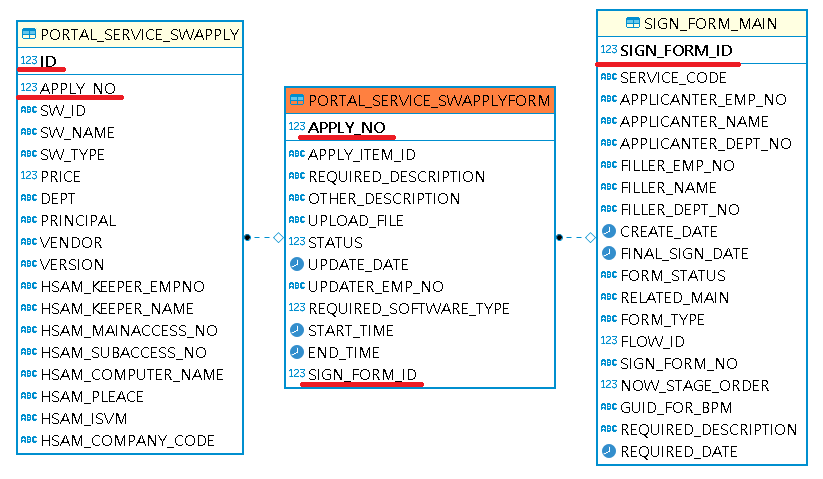 PORTAL_SERVICE_SWAPPLY
123 ID
123 APPLY_NO
ABC SW_ID
ABC SW_NAME
ABC SW_TYPE
123 PRICE
ABC DEPT
ABC PRINCIPAL
ABC VENDOR
ABC VERSION
ABC HSAM_KEEPER_EMPNO
ABC HSAM_KEEPER_NAME
ABC HSAM_MAINACCESS_NO
ABC HSAM_SUBACCESS_NO
ABC HSAM_COMPUTER_NAME
ABC HSAM_PLEACE
ABC HSAM_ISVM
ABC HSAM_COMPANY_CODE
PORTAL_SERVICE_SWAPPLYFORM
123 APPLY_NO
ABC APPLY_ITEM_ID
ABC REQUIRED_DESCRIPTION
ABC OTHER_DESCRIPTION
ABC UPLOAD_FILE
123 STATUS
UPDATE_DATE
ABC UPDATER_EMP_NO
123 REQUIRED_SOFTWARE_TYPE
START_TIME
END_TIME
123 SIGN_FORM_ID
SIGN_FORM_MAIN
123 SIGN_FORM_ID
ABC SERVICE_CODE
ABC APPLICANTER_EMP_NO
ABC APPLICANTER_NAME
ABC APPLICANTER_DEPT_NO
ABC FILLER_EMP_NO
ABC FILLER_NAME
ABC FILLER_DEPT_NO
CREATE_DATE
FINAL_SIGN_DATE
ABC FORM_STATUS
ABC RELATED_MAIN
ABC FORM_TYPE
123 FLOW_ID
ABC SIGN_FORM_NO
123 NOW_STAGE_ORDER
ABC GUID_FOR_BPM
ABC REQUIRED_DESCRIPTION
REQUIRED_DATE